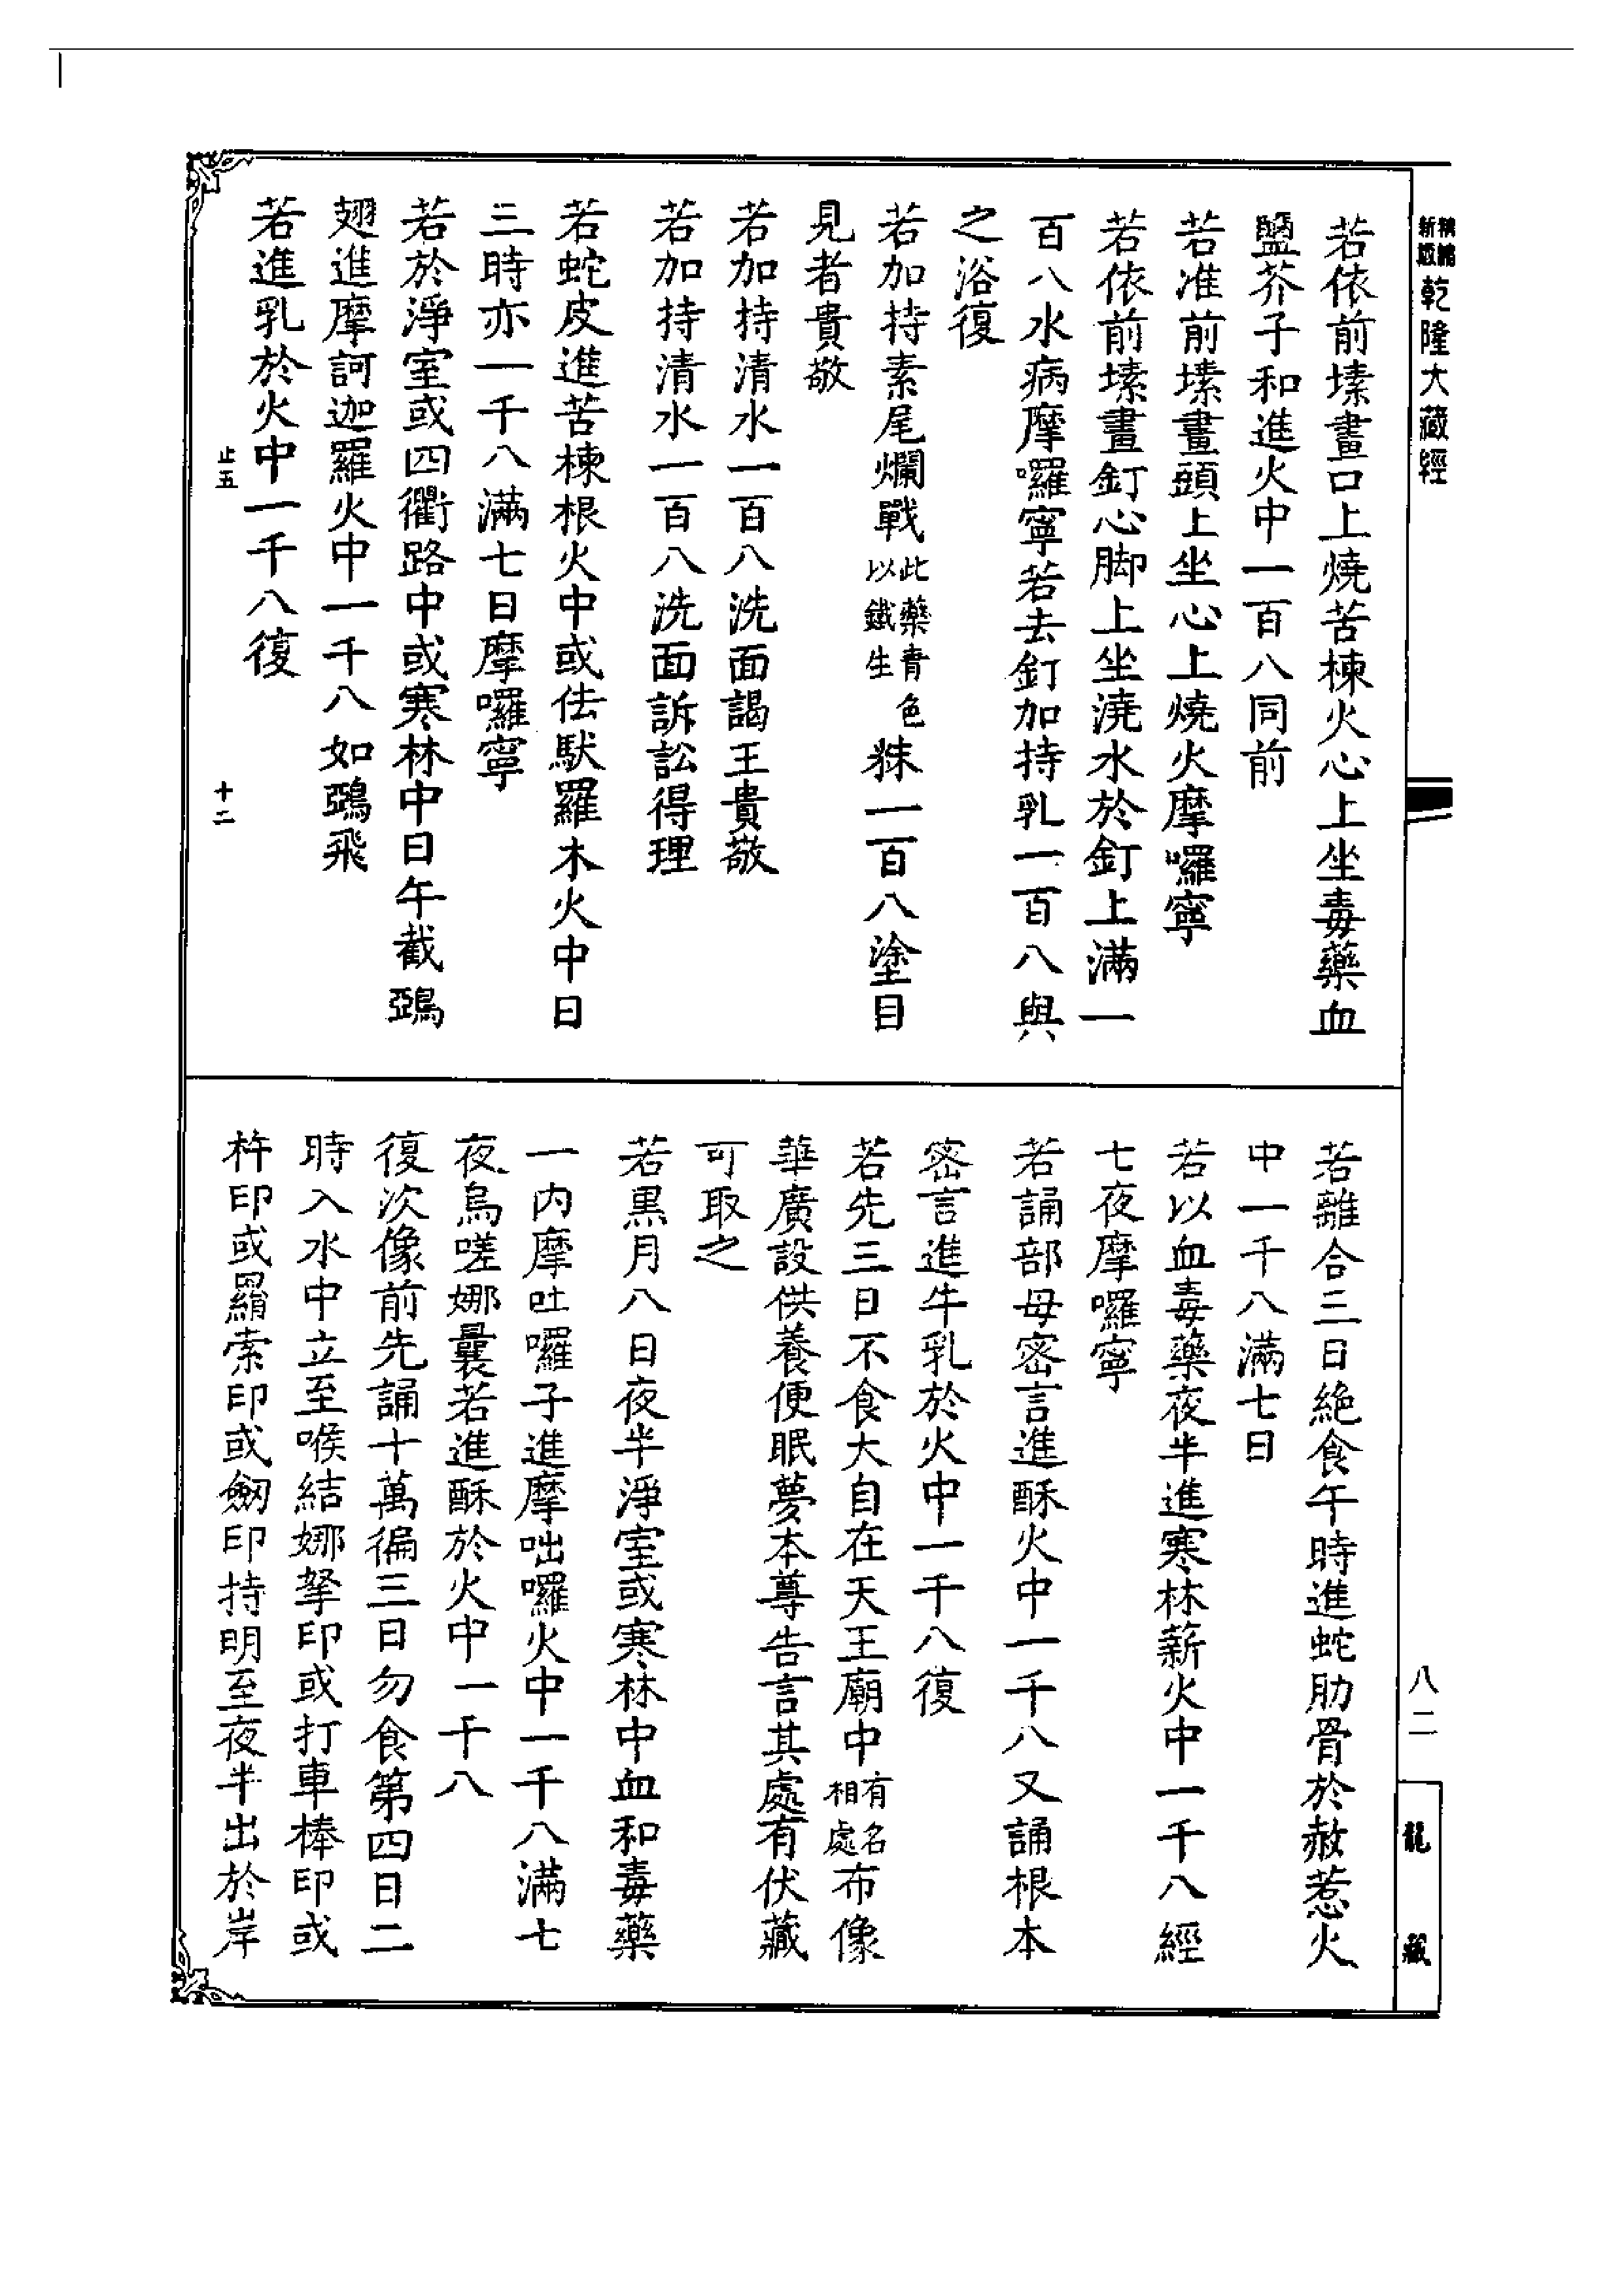 新編縮版乾隆大藏經
若依前塐畫口上燒苦楝火心上坐毒藥血
鹽芥子和進火中一百八同前
若准前塐畫頭上坐心上燒火摩囉寧
若依前塐畫釘心脚上坐澆水於釘上滿一
百八水病摩囉寧若去釘加持乳一百八與
之浴復
若加持素尾爛戰此藥青色以鐵生粖一百八塗目
見者貴敬
若加持清水一百八洗面謁王貴敬
若加持清水一百八洗面訴訟得理
若蛇皮進苦楝根火中或佉馱羅木火中日
三時亦一千八滿七日摩囉寧
若於淨室或四衢路中或寒林中日午截鵶
翅進摩訶迦羅火中一千八如鵶飛
若進乳於火中一千八復
止五
十二
若離合三日絶食午時進蛇肋骨於赦惹火
中一千八滿七日
若以血毒藥夜半進寒林薪火中一千八經
七夜摩囉寧
若誦部母密言進酥火中一千八又誦根本
密言進牛乳於火中一千八復
若先三日不食大自在天王廟中有名相處布像
華廣設供養便眠夢本尊告言其處有伏藏
可取之
若黒月八日夜半淨室或寒林中血和毒藥
一内摩吐囉子進摩咄囉火中一千八滿七
夜烏嗟娜曩若進酥於火中一千八
復次像前先誦十萬徧三日勿食第四日二
時入水中立至喉結娜拏印或打車棒印或
杵印或羂索印或劒印持明至夜半出於岸
八二
龍藏